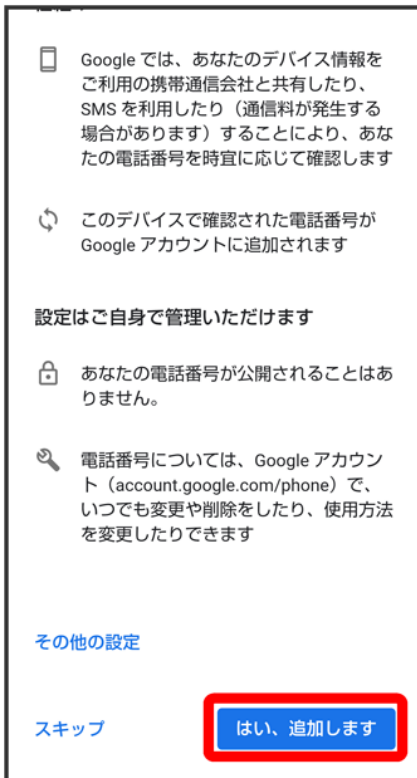 Google では、あなたのデバイス情報を
ご利用の携帯通信会社と共有したり、
SMS を利用したり（通信料が発生する
場合があります）することにより、あな
たの電話番号を時宜に応じて確認します
このデバイスで確認された電話番号が
Google アカウントに追加されます
設定はご自身で管理いただけます
あなたの電話番号が公開されることはあ
りません。
電話番号については、Google アカウン
ト（account.google.com/phone）で、
いつでも変更や削除をしたり、使用方法
を変更したりできます
その他の設定
スキップ
はい、追加します